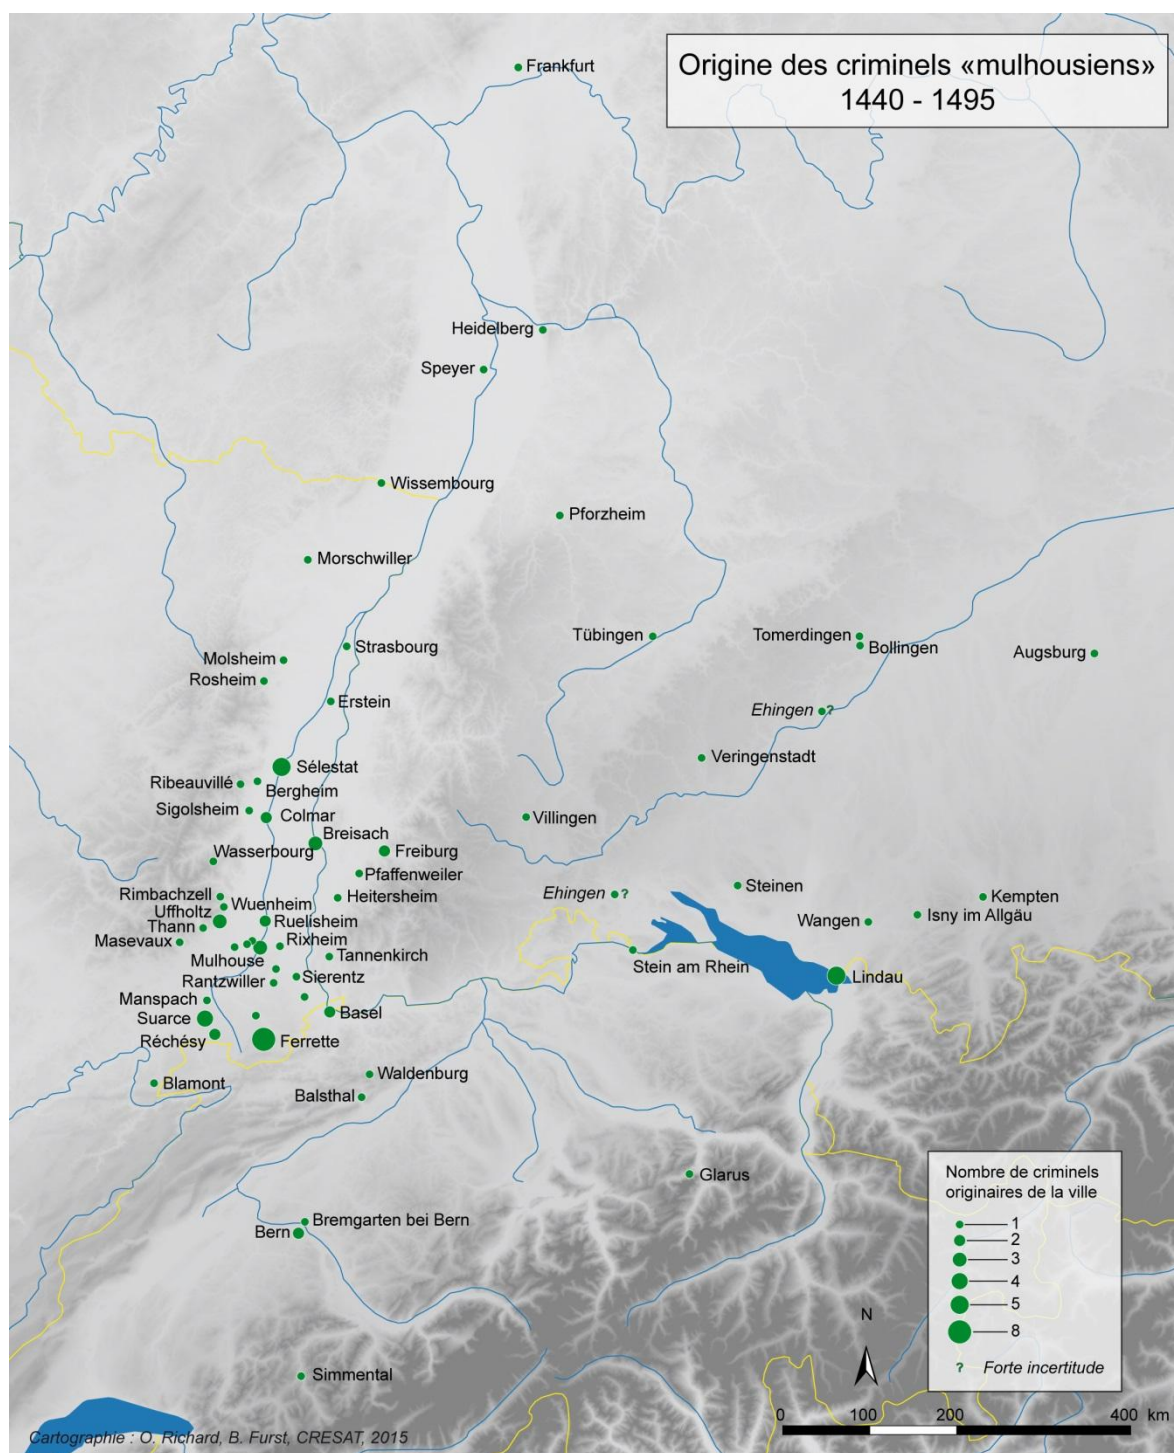 Frankfurt
Origine des criminels «mulhousiens»
1440 - 1495
Heidelberg
Speyer
Wissembourg
Pforzheim
Morschwiller
Tübingen
Tomerdingen
Strasbourg
Bollingen
Augsburg
Molsheim
Rosheim
Erstein
Ehingen ?
Veringenstadt
Sélestat
Ribeauvillé
Bergheim
Sigolsheim
Colmar
Villingen
Breisach
Wasserbourg
Freiburg
Pfaffenweiler
Steinen
Ehingen ?
Rimbachzell
Heitersheim
Kempten
Wuenheim
Uffholtz
Isny im Allgäu
Thann
Ruelisheim
Wangen
Masevaux
Rixheim
Mulhouse
Tannenkirch
Stein am Rhein
Sierentz
Lindau
Rantzwiller
Manspach
Basel
Suarce
Réchésy
Ferrette
Waldenburg
Blamont
Balsthal
Glarus
Nombre de criminels
originaires de la ville
Bremgarten bei Bern
1
Bern
2
3
4
5
N
8
? Forte incertitude
Simmental
0 100 200 400 km
Cartographie : O. Richard, B. Furst, CRESAT, 2015